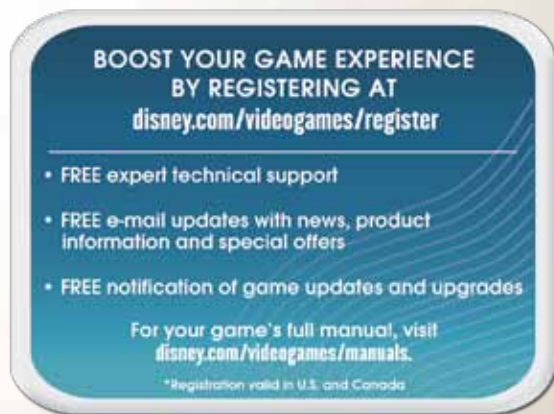 BOOST YOUR GAME EXPERIENCE
BY REGISTERING AT
disney.com/videogames/register
• FREE expert technical support
• FREE e-mail updates with news, product
information and special offers
• FREE notification of game updates and upgrades
For your game's full manual, visit
disney.com/videogames/manuals.
*Registration valid in U.S. and Canada